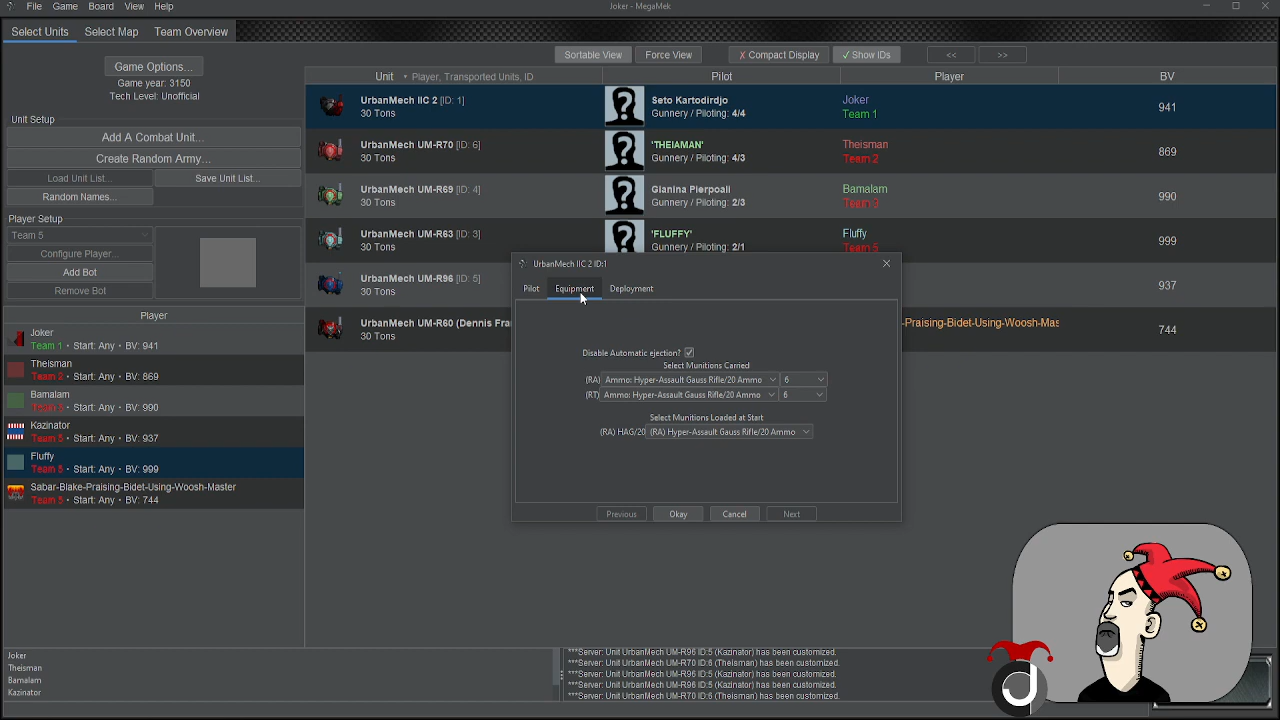 Joker - MegaMek
File Game Board View Help
Select Units Select Map Team Overview
Sortable View Force View ✗ Compact Display ✓ Show IDs << >>
Game Options...
Game year: 3150
Tech Level: Unofficial
Unit Setup
Add A Combat Unit...
Create Random Army...
Load Unit List... Save Unit List...
Random Names...
Player Setup
Team 5
Configure Player...
Add Bot
Remove Bot
Player
Joker
Team 1 • Start: Any • BV: 941
Theisman
Team 2 • Start: Any • BV: 869
Bamalam
Team 3 • Start: Any • BV: 990
Kazinator
Team 5 • Start: Any • BV: 937
Fluffy
Team 5 • Start: Any • BV: 999
Sabar-Blake-Praising-Bidet-Using-Woosh-Master
Team 5 • Start: Any • BV: 744
Unit • Player, Transported Units, ID Pilot Player BV
UrbanMech IIC 2 [ID: 1] Seto Kartodirdjo Joker 941
30 Tons Gunnery / Piloting: 4/4 Team 1
UrbanMech UM-R70 [ID: 6] 'THEIAMAN' Theisman 869
30 Tons Gunnery / Piloting: 4/3 Team 2
UrbanMech UM-R69 [ID: 4] Gianina Pierpoali Bamalam 990
30 Tons Gunnery / Piloting: 2/3 Team 3
UrbanMech UM-R63 [ID: 3] 'FLUFFY' Fluffy 999
30 Tons Gunnery / Piloting: 2/1 Team 5
UrbanMech UM-R96 [ID: 5] 937
30 Tons
UrbanMech UM-R60 (Dennis Fra -Praising-Bidet-Using-Woosh-Mas 744
30 Tons
UrbanMech IIC 2 ID:1
Pilot Equipment Deployment
Disable Automatic ejection?
Select Munitions Carried
(RA) Ammo: Hyper-Assault Gauss Rifle/20 Ammo 6
(RT) Ammo: Hyper-Assault Gauss Rifle/20 Ammo 6
Select Munitions Loaded at Start
(RA) HAG/20 (RA) Hyper-Assault Gauss Rifle/20 Ammo
Previous Okay Cancel Next
Joker
Theisman
Bamalam
Kazinator
***Server: Unit UrbanMech UM-R96 ID:5 (Kazinator) has been customized.
***Server: Unit UrbanMech UM-R70 ID:6 (Theisman) has been customized.
***Server: Unit UrbanMech UM-R96 ID:5 (Kazinator) has been customized.
***Server: Unit UrbanMech UM-R96 ID:5 (Kazinator) has been customized.
***Server: Unit UrbanMech UM-R70 ID:6 (Theisman) has been customized.